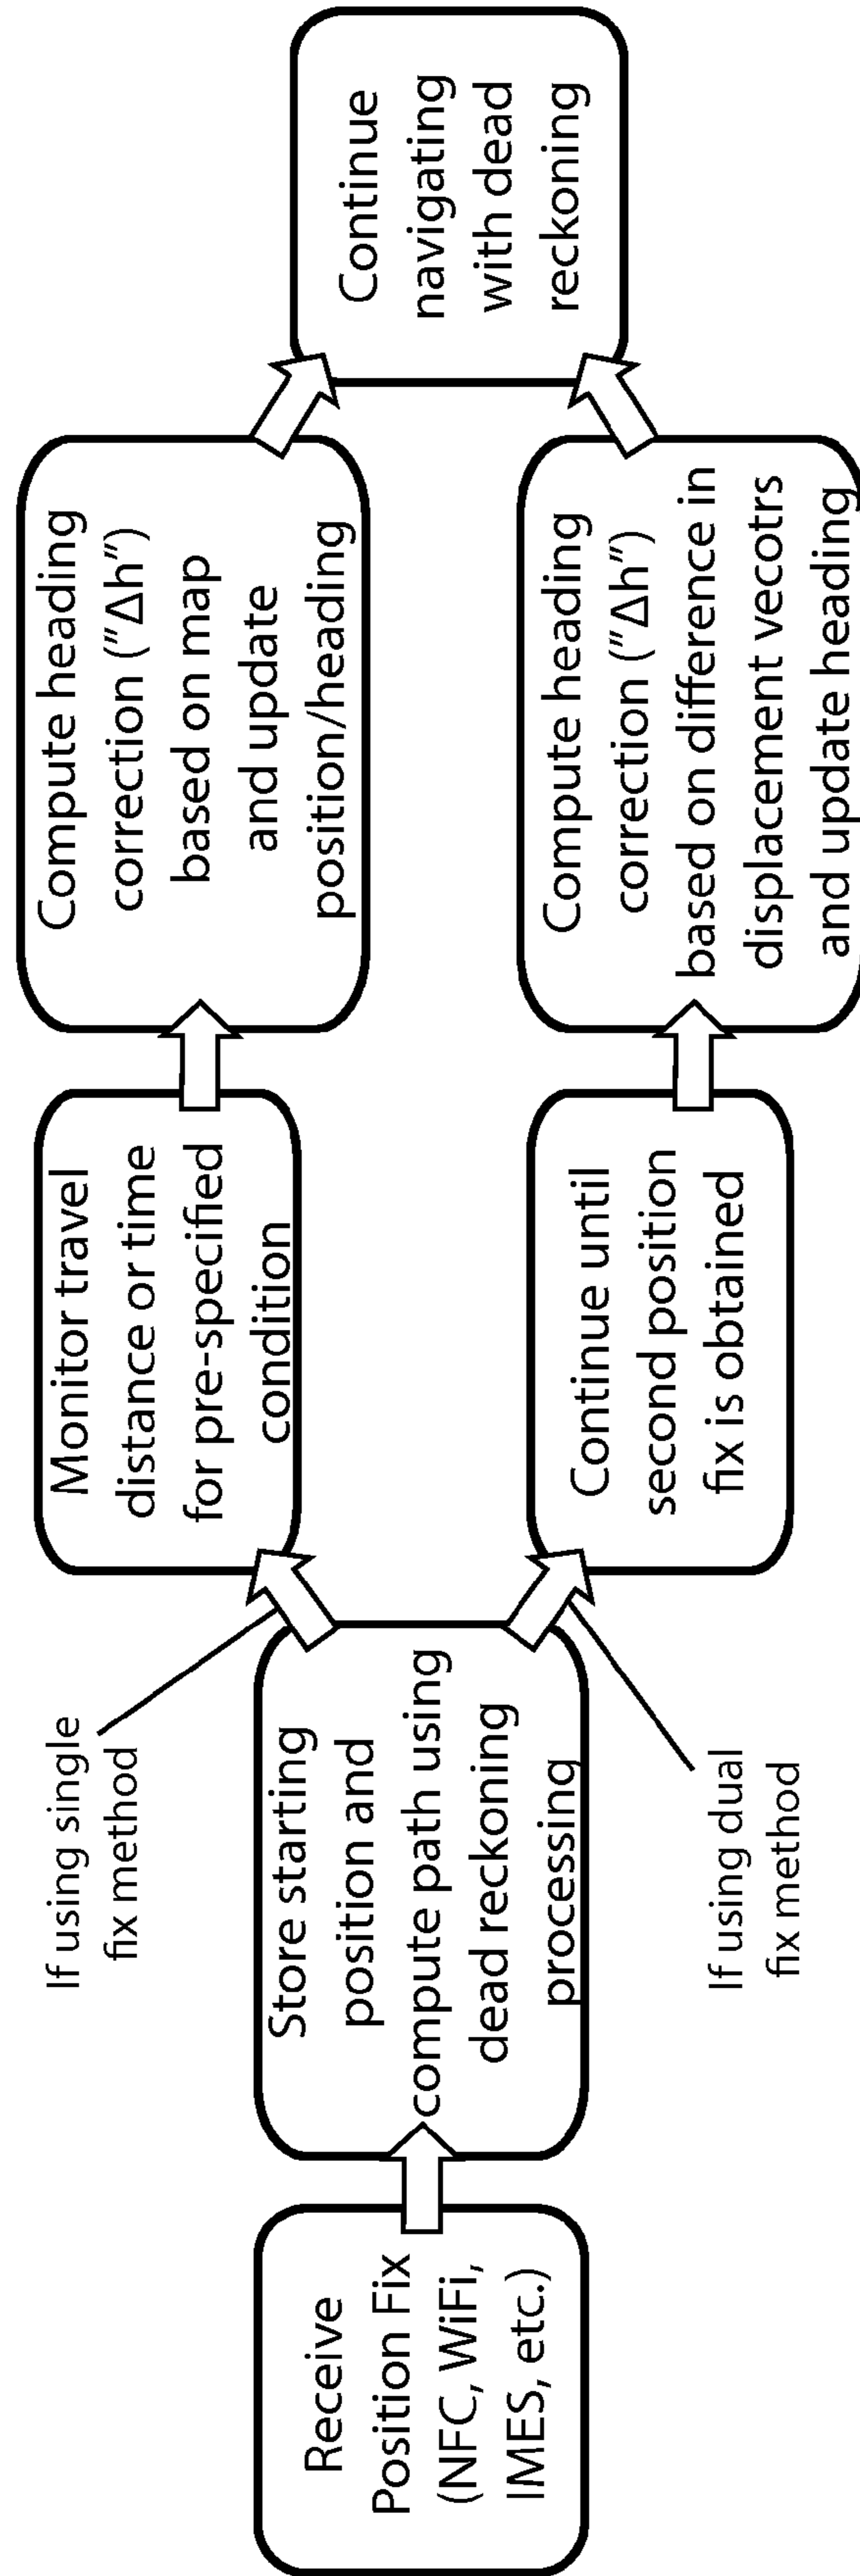 Receive
Position Fix
(NFC, WiFi,
IMES, etc.)
Store starting
position and
compute path using
dead reckoning
processing
If using single
fix method
Monitor travel
distance or time
for pre-specified
condition
Compute heading
correction ("Δh")
based on map
and update
position/heading
If using dual
fix method
Continue until
second position
fix is obtained
Compute heading
correction ("Δh")
based on difference in
displacement vecotrs
and update heading
Continue
navigating
with dead
reckoning